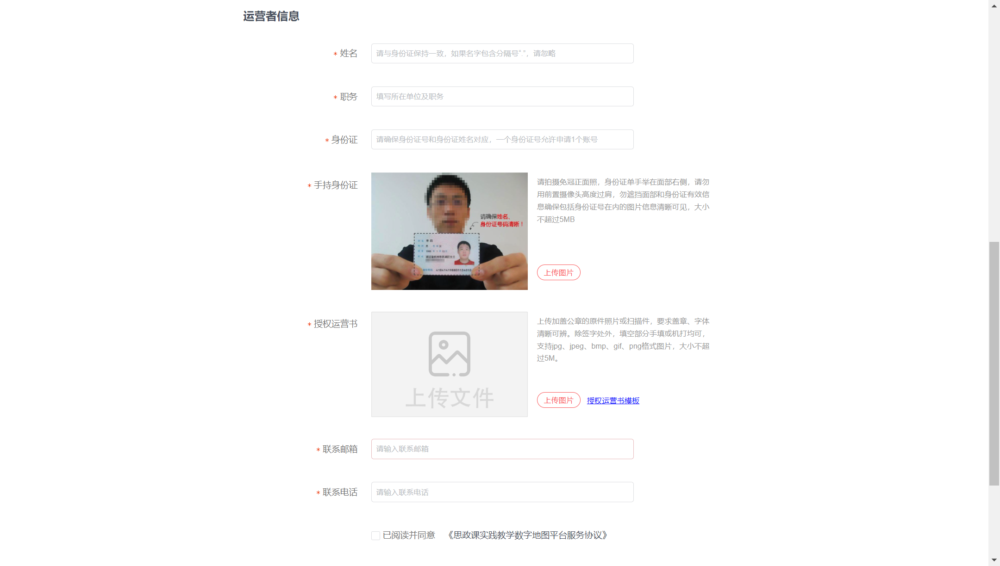 运营者信息
* 姓名
请与身份证保持一致，如果名字包含分隔号“.”，请忽略
* 职务
填写所在单位及职务
* 身份证
请确保身份证号和身份证姓名对应，一个身份证号允许申请1个账号
* 手持身份证
请确保姓名、
身份证号码清晰！
李四
浙江省杭州市西湖区文三
请拍摄免冠正面照，身份证单手举在面部右侧，请勿
用前置摄像头高度过肩，勿遮挡面部和身份证有效信
息确保包括身份证号在内的图片信息清晰可见，大小
不超过5MB
上传图片
* 授权运营书
上传文件
上传加盖公章的原件照片或扫描件，要求盖章、字体
清晰可辨。除签字处外，填空部分手填或机打均可，
支持jpg、jpeg、bmp、gif、png格式图片，大小不超
过5M。
上传图片
授权运营书模板
* 联系邮箱
请输入联系邮箱
* 联系电话
请输入联系电话
已阅读并同意 《思政课实践教学数字地图平台服务协议》